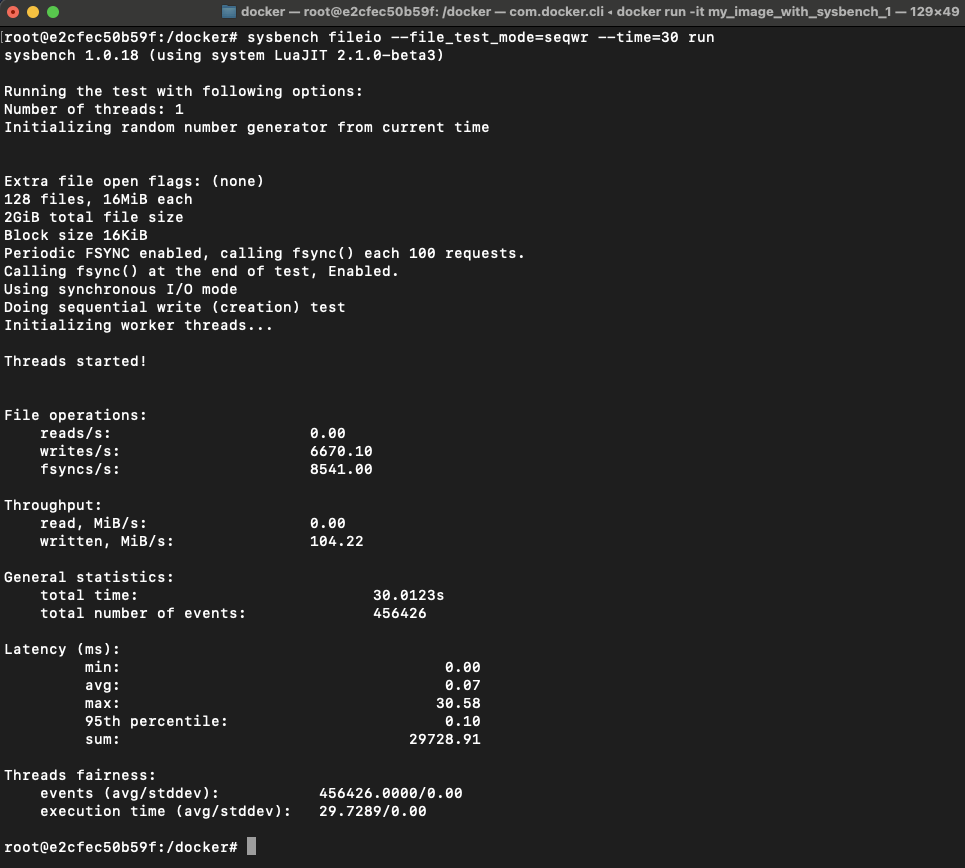 docker — root@e2cfec50b59f: /docker — com.docker.cli ◂ docker run -it my_image_with_sysbench_1 — 129×49
[root@e2cfec50b59f:/docker# sysbench fileio --file_test_mode=seqwr --time=30 run
sysbench 1.0.18 (using system LuaJIT 2.1.0-beta3)
Running the test with following options:
Number of threads: 1
Initializing random number generator from current time
Extra file open flags: (none)
128 files, 16MiB each
2GiB total file size
Block size 16KiB
Periodic FSYNC enabled, calling fsync() each 100 requests.
Calling fsync() at the end of test, Enabled.
Using synchronous I/O mode
Doing sequential write (creation) test
Initializing worker threads...
Threads started!
File operations:
reads/s: 0.00
writes/s: 6670.10
fsyncs/s: 8541.00
Throughput:
read, MiB/s: 0.00
written, MiB/s: 104.22
General statistics:
total time: 30.0123s
total number of events: 456426
Latency (ms):
min: 0.00
avg: 0.07
max: 30.58
95th percentile: 0.10
sum: 29728.91
Threads fairness:
events (avg/stddev): 456426.0000/0.00
execution time (avg/stddev): 29.7289/0.00
root@e2cfec50b59f:/docker#